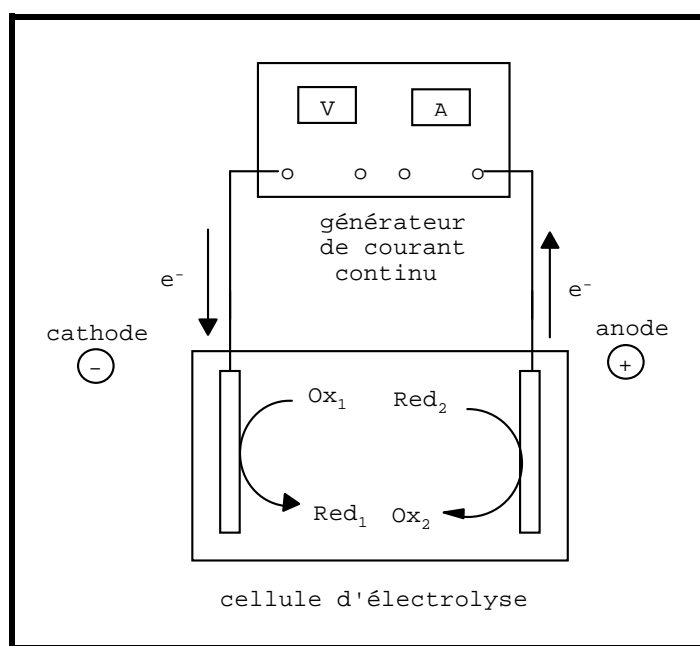 V
A
générateur
de courant
continu
e⁻
e⁻
cathode
anode
−
+
Ox₁
Red₂
Red₁
Ox₂
cellule d'électrolyse